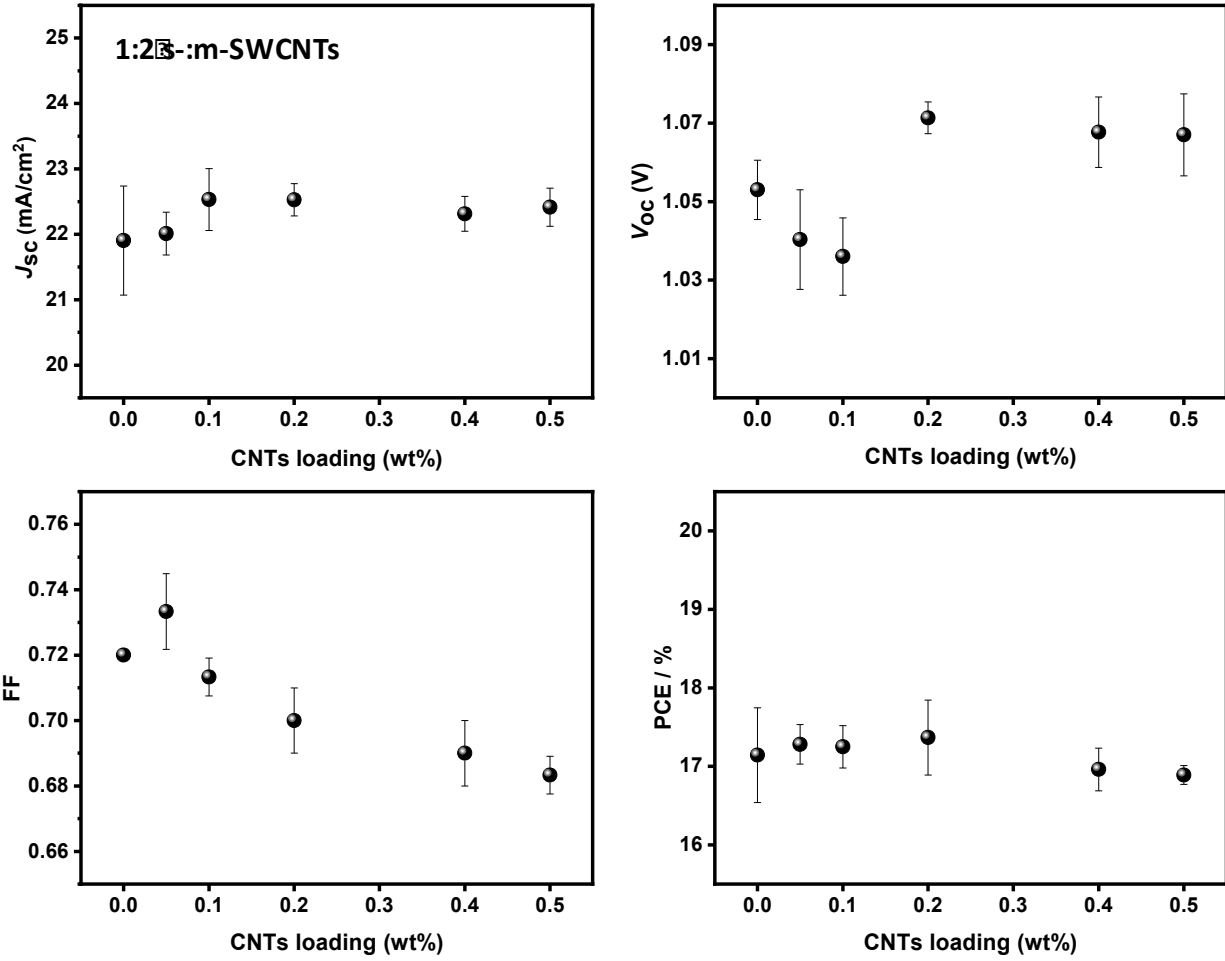 1:2 s-:m-SWCNTs
25
24
23
22
21
20
Jsc (mA/cm²)
0.0 0.1 0.2 0.3 0.4 0.5
CNTs loading (wt%)
1.09
1.07
1.05
1.03
1.01
Voc (V)
0.0 0.1 0.2 0.3 0.4 0.5
CNTs loading (wt%)
0.76
0.74
0.72
0.70
0.68
0.66
FF
0.0 0.1 0.2 0.3 0.4 0.5
CNTs loading (wt%)
20
19
18
17
16
PCE / %
0.0 0.1 0.2 0.3 0.4 0.5
CNTs loading (wt%)